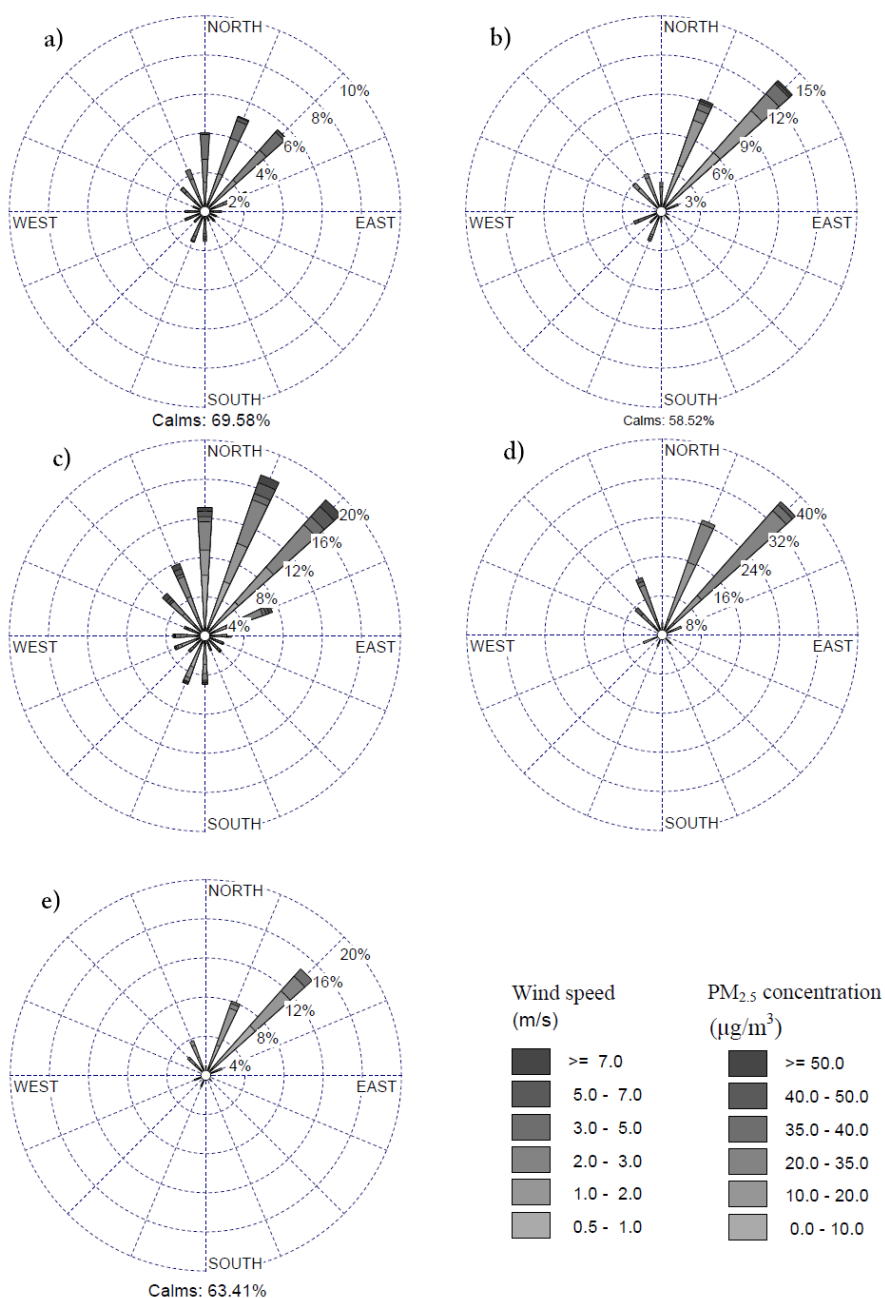 a)
NORTH
10%
8%
6%
4%
2%
WEST
EAST
SOUTH
Calms: 69.58%
b)
NORTH
15%
12%
9%
6%
3%
WEST
EAST
SOUTH
Calms: 58.52%
c)
NORTH
20%
16%
12%
8%
4%
WEST
EAST
SOUTH
d)
NORTH
40%
32%
24%
16%
8%
WEST
EAST
SOUTH
e)
NORTH
20%
16%
12%
8%
4%
WEST
EAST
SOUTH
Calms: 63.41%
Wind speed
(m/s)
>= 7.0
5.0 - 7.0
3.0 - 5.0
2.0 - 3.0
1.0 - 2.0
0.5 - 1.0
PM2.5 concentration
(µg/m³)
>= 50.0
40.0 - 50.0
35.0 - 40.0
20.0 - 35.0
10.0 - 20.0
0.0 - 10.0